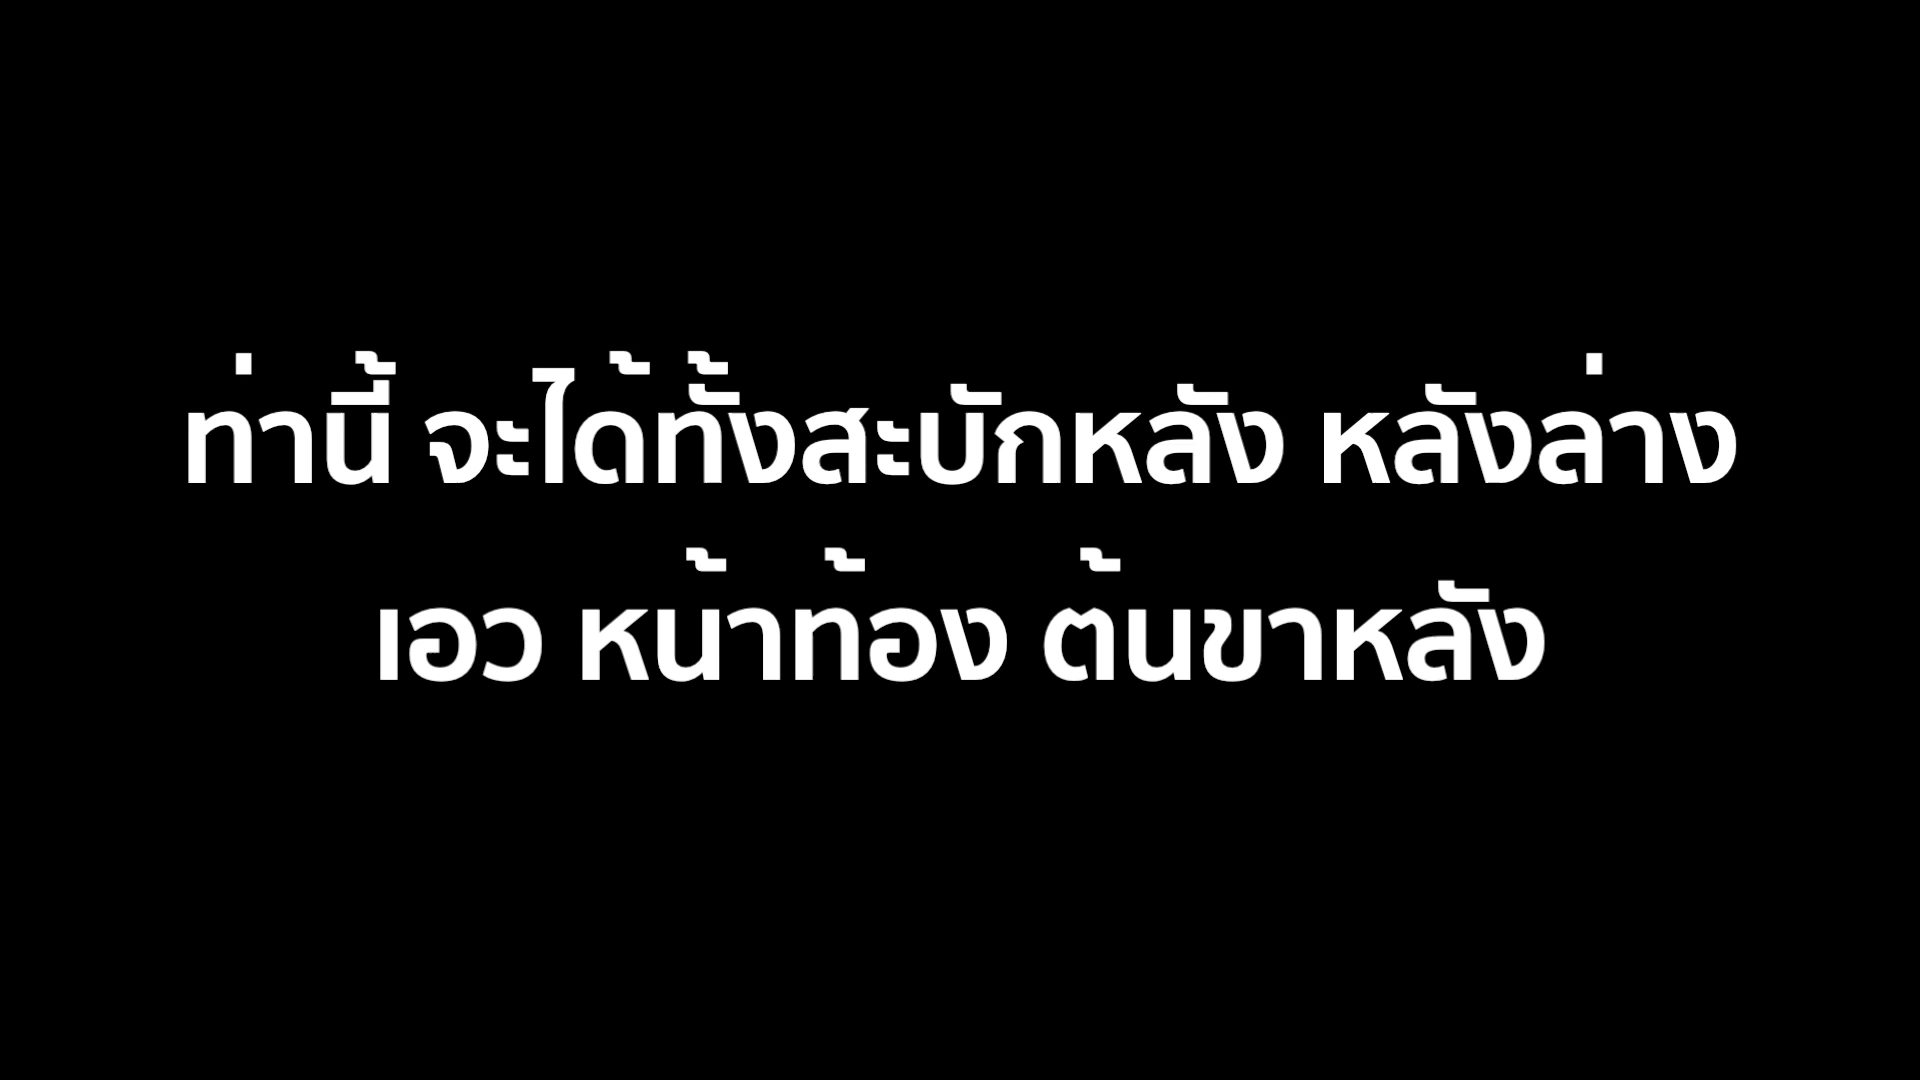 ท่านี้ จะได้ทั้งสะบักหลัง หลังล่าง
เอว หน้าท้อง ต้นขาหลัง